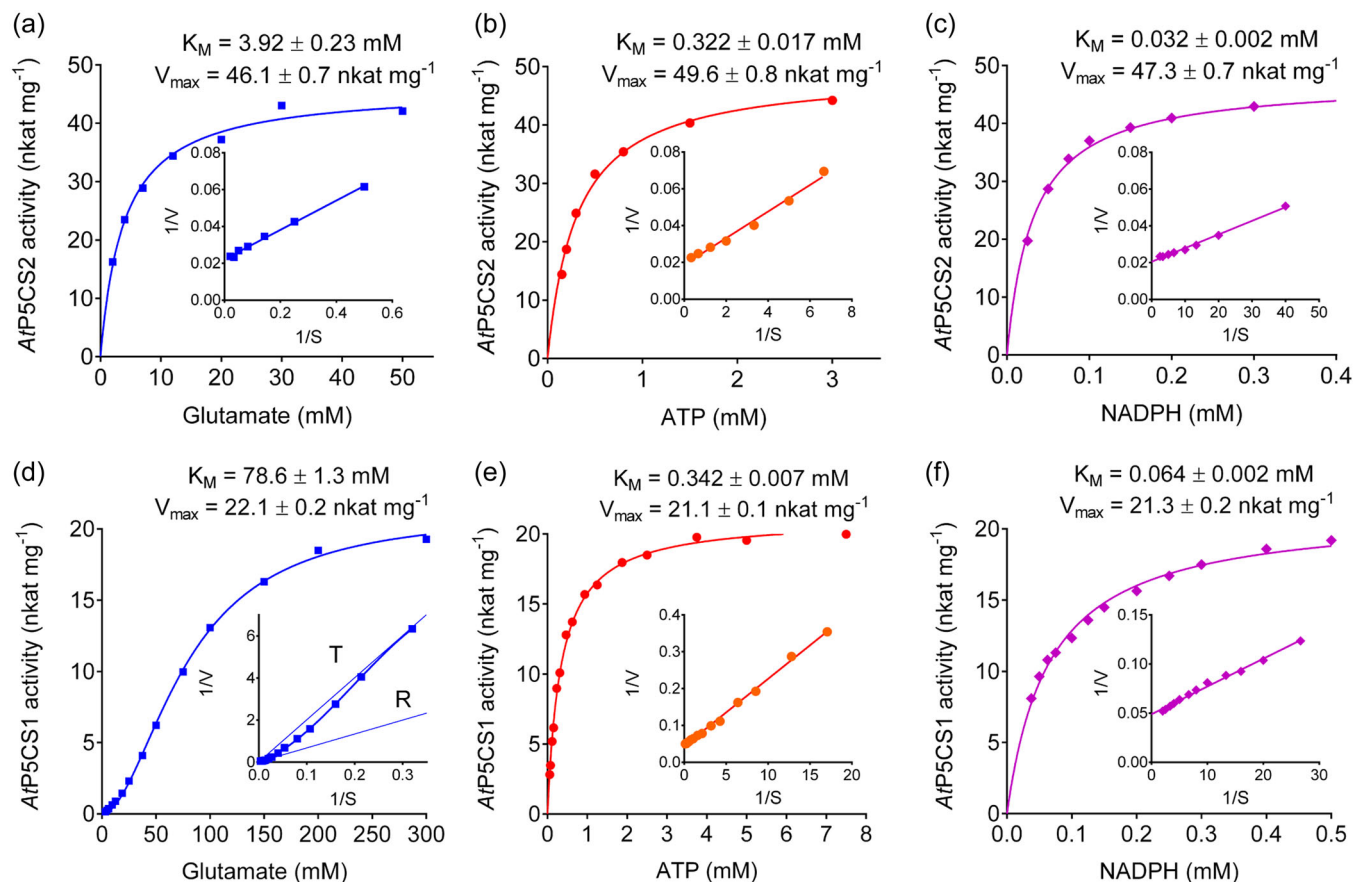 (a)
K_M = 3.92 ± 0.23 mM
V_max = 46.1 ± 0.7 nkat mg⁻¹
AtP5CS2 activity (nkat mg⁻¹)
50
40
30
20
10
0
0 10 20 30 40 50
Glutamate (mM)
1/V
0.08
0.06
0.04
0.02
0.00
0.0 0.2 0.4 0.6
1/S
(b)
K_M = 0.322 ± 0.017 mM
V_max = 49.6 ± 0.8 nkat mg⁻¹
AtP5CS2 activity (nkat mg⁻¹)
50
40
30
20
10
0
0 1 2 3
ATP (mM)
1/V
0.08
0.06
0.04
0.02
0.00
0 2 4 6 8
1/S
(c)
K_M = 0.032 ± 0.002 mM
V_max = 47.3 ± 0.7 nkat mg⁻¹
AtP5CS2 activity (nkat mg⁻¹)
50
40
30
20
10
0
0.0 0.1 0.2 0.3 0.4
NADPH (mM)
1/V
0.08
0.06
0.04
0.02
0.00
0 10 20 30 40 50
1/S
(d)
K_M = 78.6 ± 1.3 mM
V_max = 22.1 ± 0.2 nkat mg⁻¹
AtP5CS1 activity (nkat mg⁻¹)
20
15
10
5
0
0 50 100 150 200 250 300
Glutamate (mM)
1/V
6
4
2
0
0.0 0.1 0.2 0.3
1/S
T
R
(e)
K_M = 0.342 ± 0.007 mM
V_max = 21.1 ± 0.1 nkat mg⁻¹
AtP5CS1 activity (nkat mg⁻¹)
20
15
10
5
0
0 1 2 3 4 5 6 7 8
ATP (mM)
1/V
0.4
0.3
0.2
0.1
0.0
0 5 10 15 20
1/S
(f)
K_M = 0.064 ± 0.002 mM
V_max = 21.3 ± 0.2 nkat mg⁻¹
AtP5CS1 activity (nkat mg⁻¹)
20
15
10
5
0
0.0 0.1 0.2 0.3 0.4 0.5
NADPH (mM)
1/V
0.15
0.10
0.05
0.00
0 10 20 30
1/S